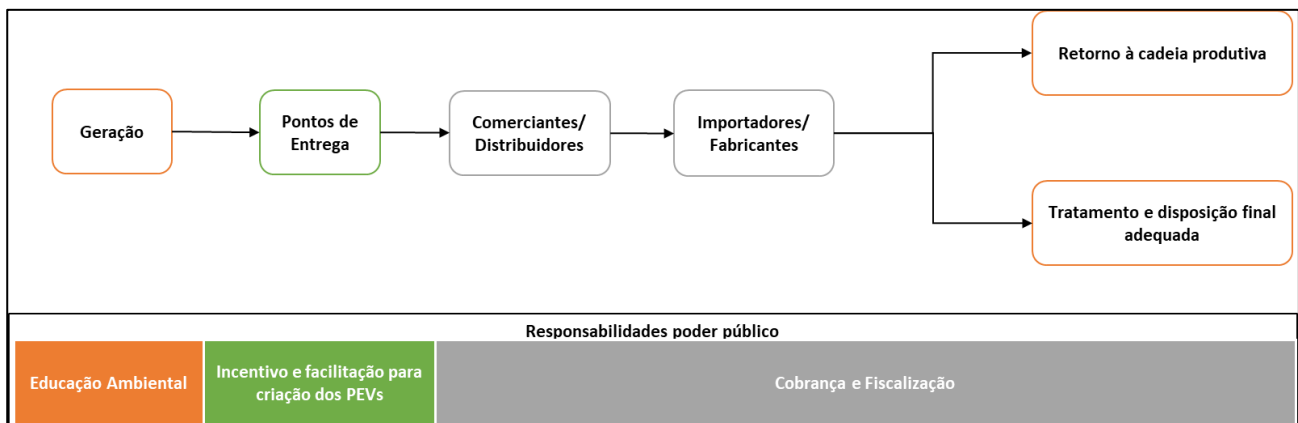 Retorno à cadeia produtiva
Geração
Pontos de
Entrega
Comerciantes/
Distribuidores
Importadores/
Fabricantes
Tratamento e disposição final
adequada
Responsabilidades poder público
Educação Ambiental
Incentivo e facilitação para
criação dos PEVs
Cobrança e Fiscalização